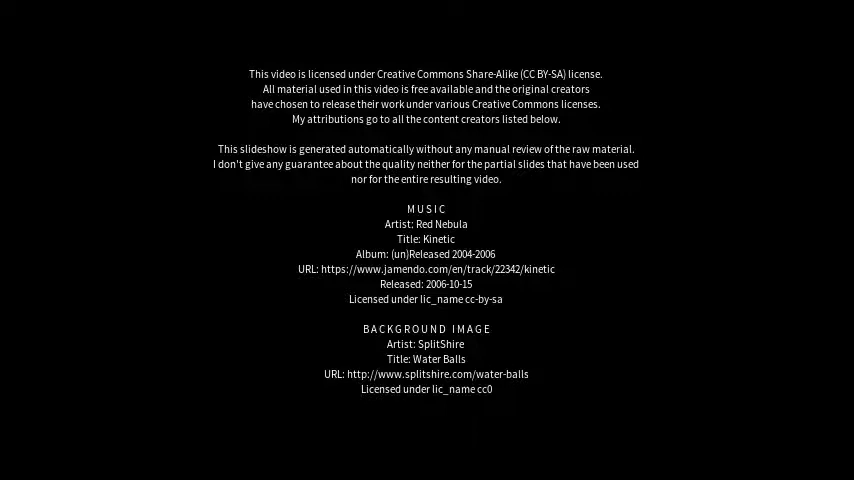 This video is licensed under Creative Commons Share-Alike (CC BY-SA) license.
All material used in this video is free available and the original creators
have chosen to release their work under various Creative Commons licenses.
My attributions go to all the content creators listed below.
This slideshow is generated automatically without any manual review of the raw material.
I don't give any guarantee about the quality neither for the partial slides that have been used
nor for the entire resulting video.
M U S I C
Artist: Red Nebula
Title: Kinetic
Album: (un)Released 2004-2006
URL: https://www.jamendo.com/en/track/22342/kinetic
Released: 2006-10-15
Licensed under lic_name cc-by-sa
B A C K G R O U N D   I M A G E
Artist: SplitShire
Title: Water Balls
URL: http://www.splitshire.com/water-balls
Licensed under lic_name cc0